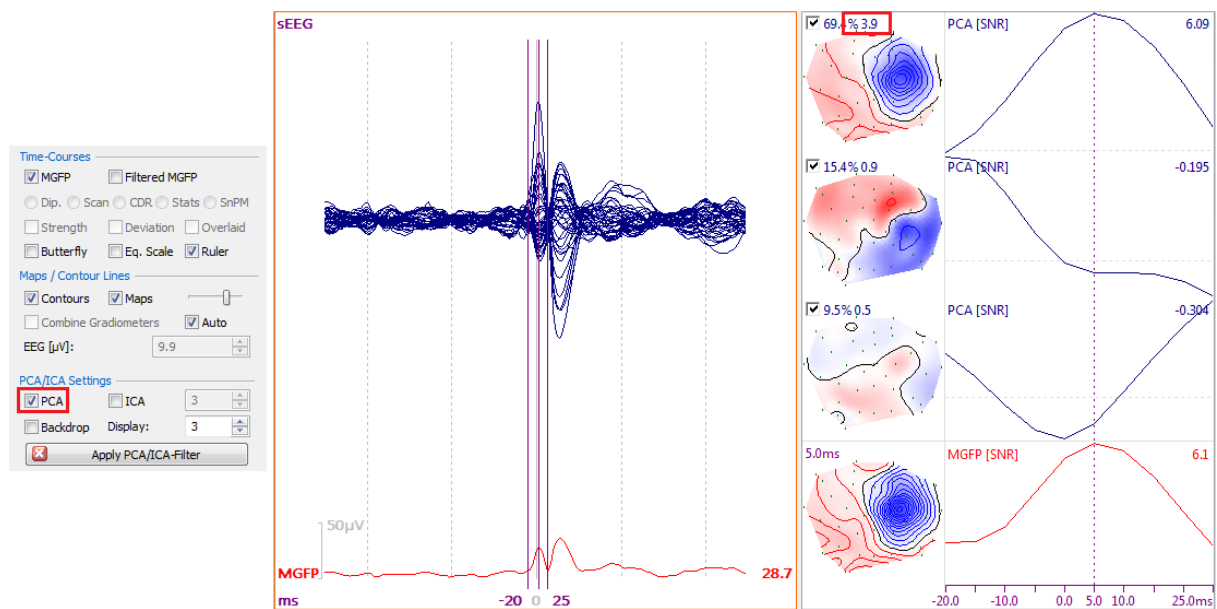 Time-Courses
MGFP Filtered MGFP
Dip. Scan CDR Stats SnPM
Strength Deviation Overlaid
Butterfly Eq. Scale Ruler
Maps / Contour Lines
Contours Maps
Combine Gradiometers Auto
EEG [µV]: 9.9
PCA/ICA Settings
PCA ICA 3
Backdrop Display: 3
Apply PCA/ICA-Filter
sEEG
50µV
MGFP 28.7
ms -20 0 25
69.4% 3.9 PCA [SNR] 6.09
15.4% 0.9 PCA [SNR] -0.195
9.5% 0.5 PCA [SNR] -0.304
5.0ms MGFP [SNR] 6.1
-20.0 -10.0 0.0 5.0 10.0 25.0ms